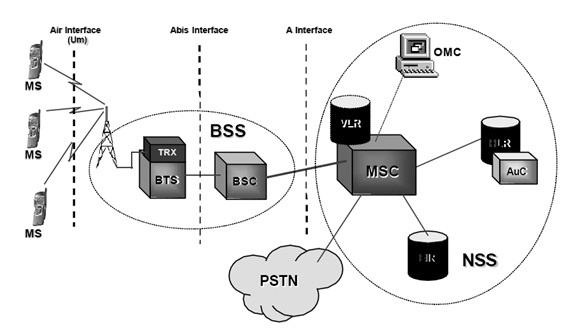 Air Interface
(Um)
Abis Interface
A Interface
MS
MS
MS
OMC
VLR
BSS
TRX
BTS
BSC
MSC
HLR
AuC
PSTN
NSS